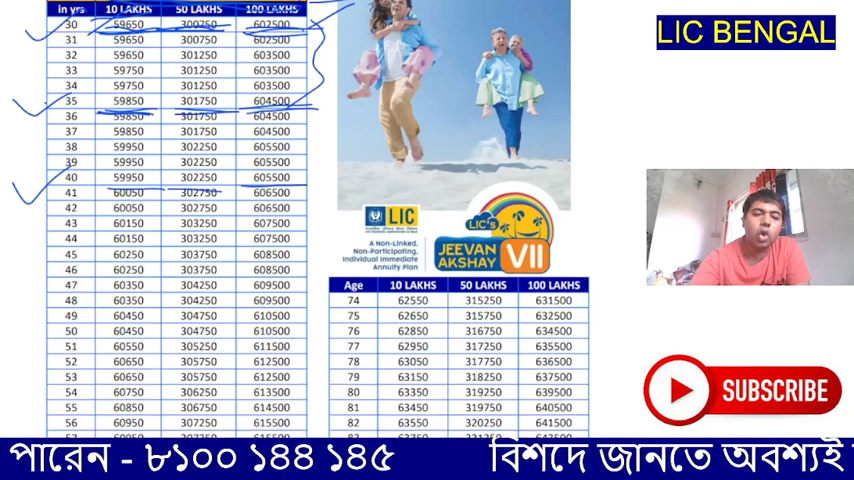 in yrs 10 LAKHS 50 LAKHS 100 LAKHS
30 59650 300750 602500
31 59650 300750 602500
32 59650 301250 603500
33 59750 301250 603500
34 59750 301250 603500
35 59850 301750 604500
36 59850 301750 604500
37 59850 301750 604500
38 59950 302250 605500
39 59950 302250 605500
40 59950 302250 605500
41 60050 302750 606500
42 60050 302750 606500
43 60150 303250 607500
44 60150 303250 607500
45 60250 303750 608500
46 60250 303750 608500
47 60350 304250 609500
48 60350 304250 609500
49 60450 304750 610500
50 60450 304750 610500
51 60550 305250 611500
52 60650 305750 612500
53 60650 305750 612500
54 60750 306250 613500
55 60850 306750 614500
56 60950 307250 615500
LIC
A Non-Linked,
Non-Participating,
Individual Immediate
Annuity Plan
LIC's
JEEVAN
AKSHAY
VII
Age 10 LAKHS 50 LAKHS 100 LAKHS
74 62550 315250 631500
75 62650 315750 632500
76 62850 316750 634500
77 62950 317250 635500
78 63050 317750 636500
79 63150 318250 637500
80 63350 319250 639500
81 63450 319750 640500
82 63550 320250 641500
LIC BENGAL
SUBSCRIBE
পারেন - ৮১০০ ১৪৪ ১৪৫ বিশদে জানতে অবশ্যই